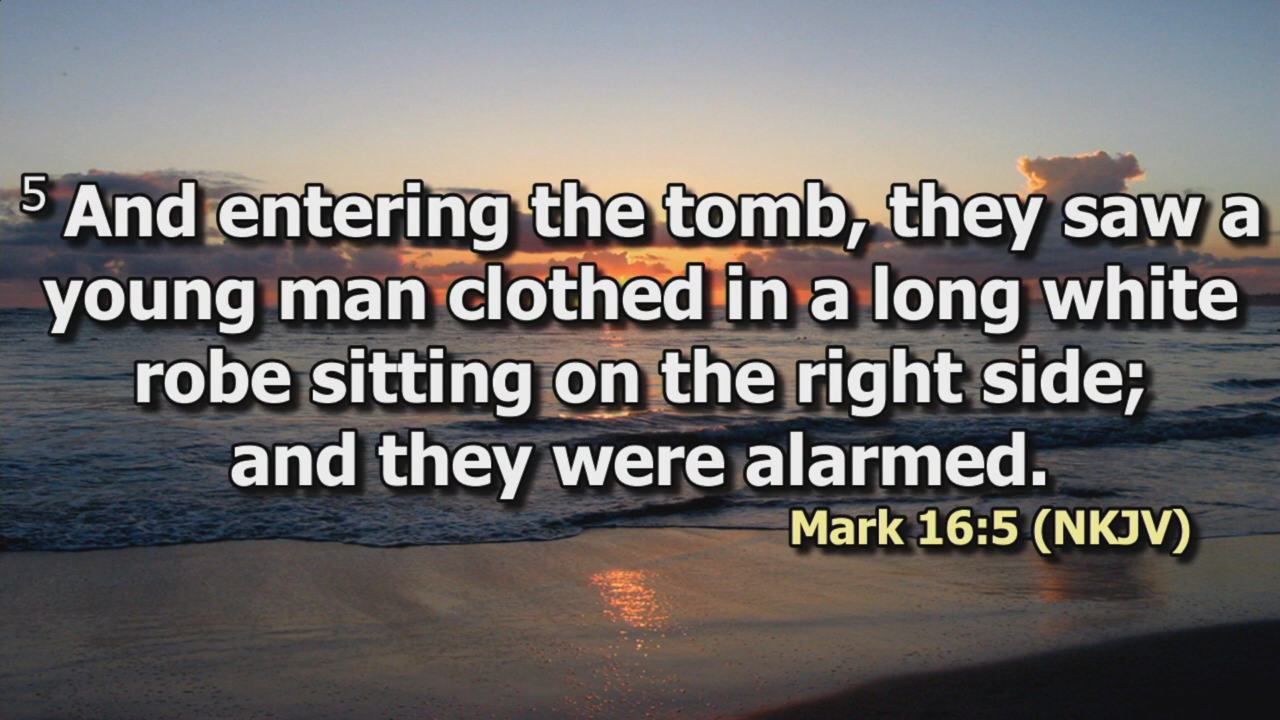 5 And entering the tomb, they saw a
young man clothed in a long white
robe sitting on the right side;
and they were alarmed.
Mark 16:5 (NKJV)